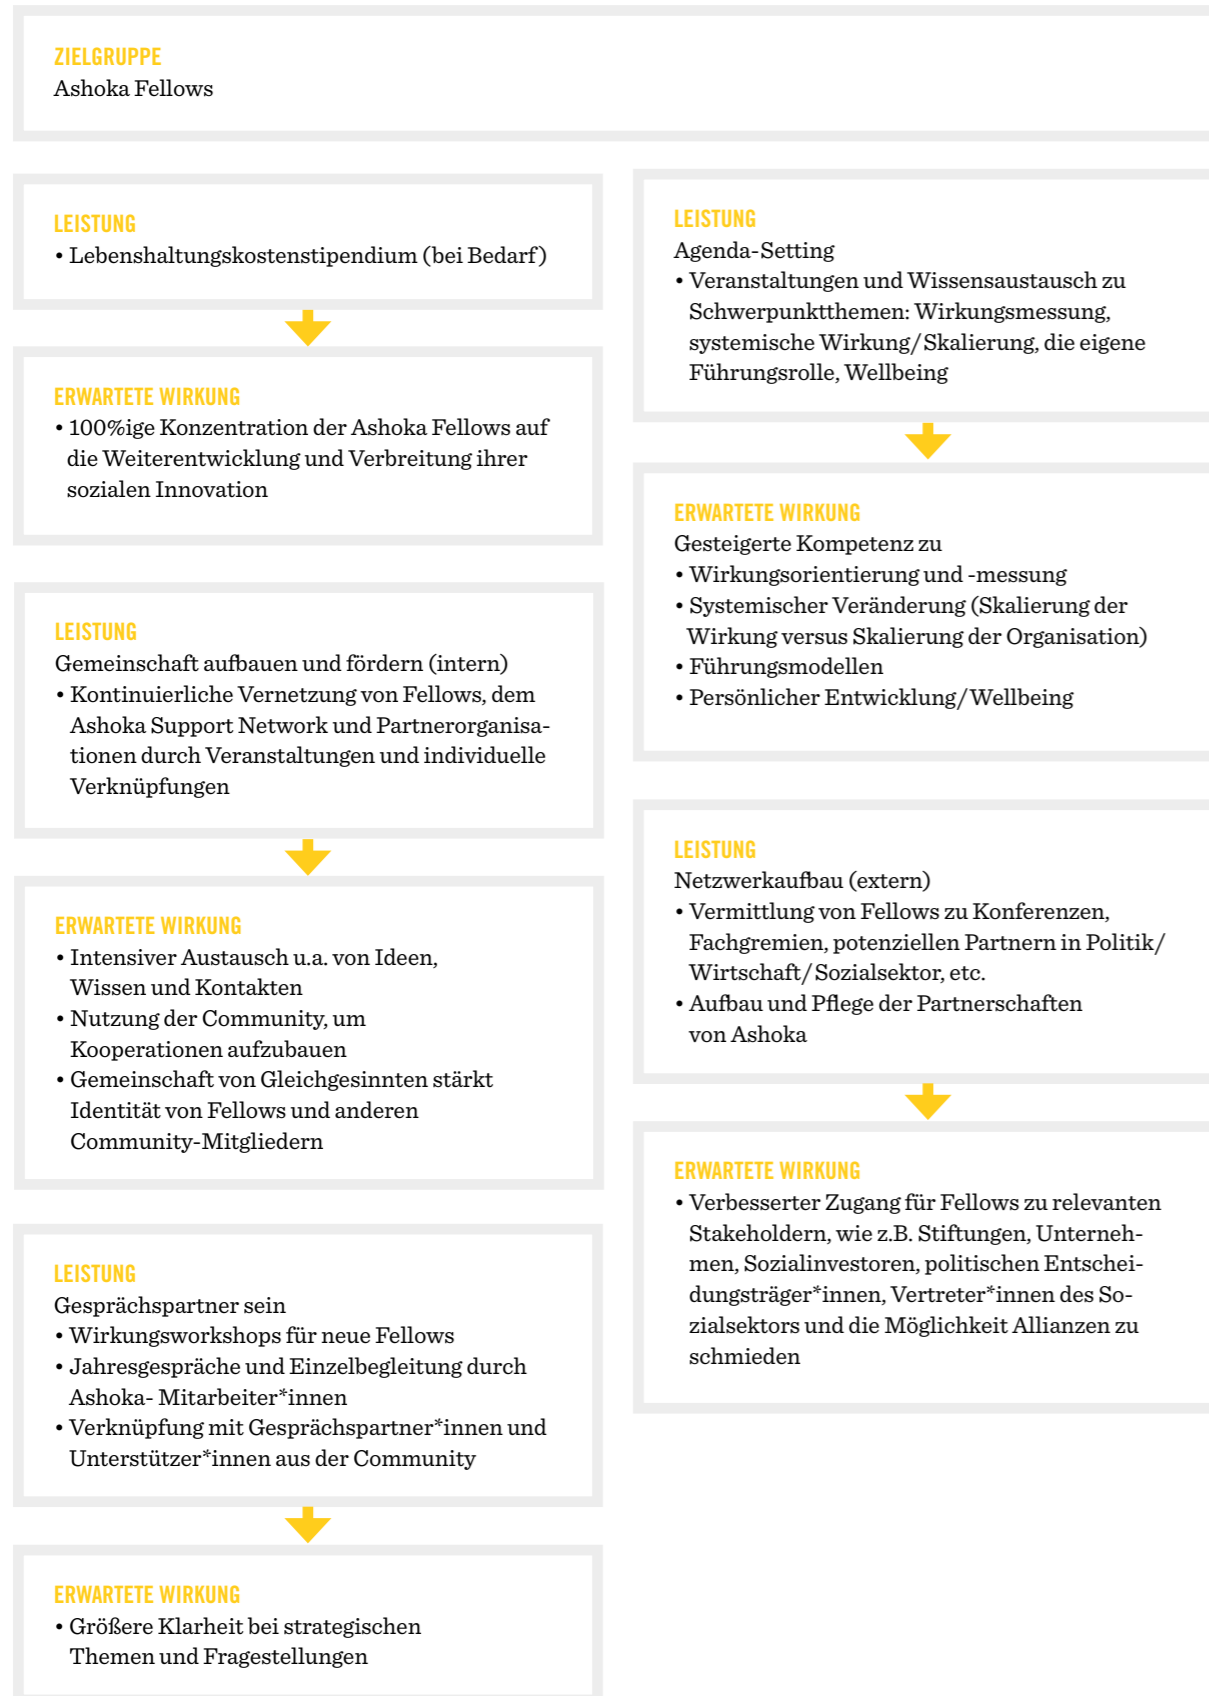 ZIELGRUPPE
Ashoka Fellows
LEISTUNG
• Lebenshaltungskostenstipendium (bei Bedarf)
ERWARTETE WIRKUNG
• 100%ige Konzentration der Ashoka Fellows auf
die Weiterentwicklung und Verbreitung ihrer
sozialen Innovation
LEISTUNG
Gemeinschaft aufbauen und fördern (intern)
• Kontinuierliche Vernetzung von Fellows, dem
Ashoka Support Network und Partnerorganisa-
tionen durch Veranstaltungen und individuelle
Verknüpfungen
ERWARTETE WIRKUNG
• Intensiver Austausch u.a. von Ideen,
Wissen und Kontakten
• Nutzung der Community, um
Kooperationen aufzubauen
• Gemeinschaft von Gleichgesinnten stärkt
Identität von Fellows und anderen
Community-Mitgliedern
LEISTUNG
Gesprächspartner sein
• Wirkungsworkshops für neue Fellows
• Jahresgespräche und Einzelbegleitung durch
Ashoka- Mitarbeiter*innen
• Verknüpfung mit Gesprächspartner*innen und
Unterstützer*innen aus der Community
ERWARTETE WIRKUNG
• Größere Klarheit bei strategischen
Themen und Fragestellungen
LEISTUNG
Agenda-Setting
• Veranstaltungen und Wissensaustausch zu
Schwerpunktthemen: Wirkungsmessung,
systemische Wirkung/Skalierung, die eigene
Führungsrolle, Wellbeing
ERWARTETE WIRKUNG
Gesteigerte Kompetenz zu
• Wirkungsorientierung und -messung
• Systemischer Veränderung (Skalierung der
Wirkung versus Skalierung der Organisation)
• Führungsmodellen
• Persönlicher Entwicklung/Wellbeing
LEISTUNG
Netzwerkaufbau (extern)
• Vermittlung von Fellows zu Konferenzen,
Fachgremien, potenziellen Partnern in Politik/
Wirtschaft/Sozialsektor, etc.
• Aufbau und Pflege der Partnerschaften
von Ashoka
ERWARTETE WIRKUNG
• Verbesserter Zugang für Fellows zu relevanten
Stakeholdern, wie z.B. Stiftungen, Unterneh-
men, Sozialinvestoren, politischen Entschei-
dungsträger*innen, Vertreter*innen des So-
zialsektors und die Möglichkeit Allianzen zu
schmieden